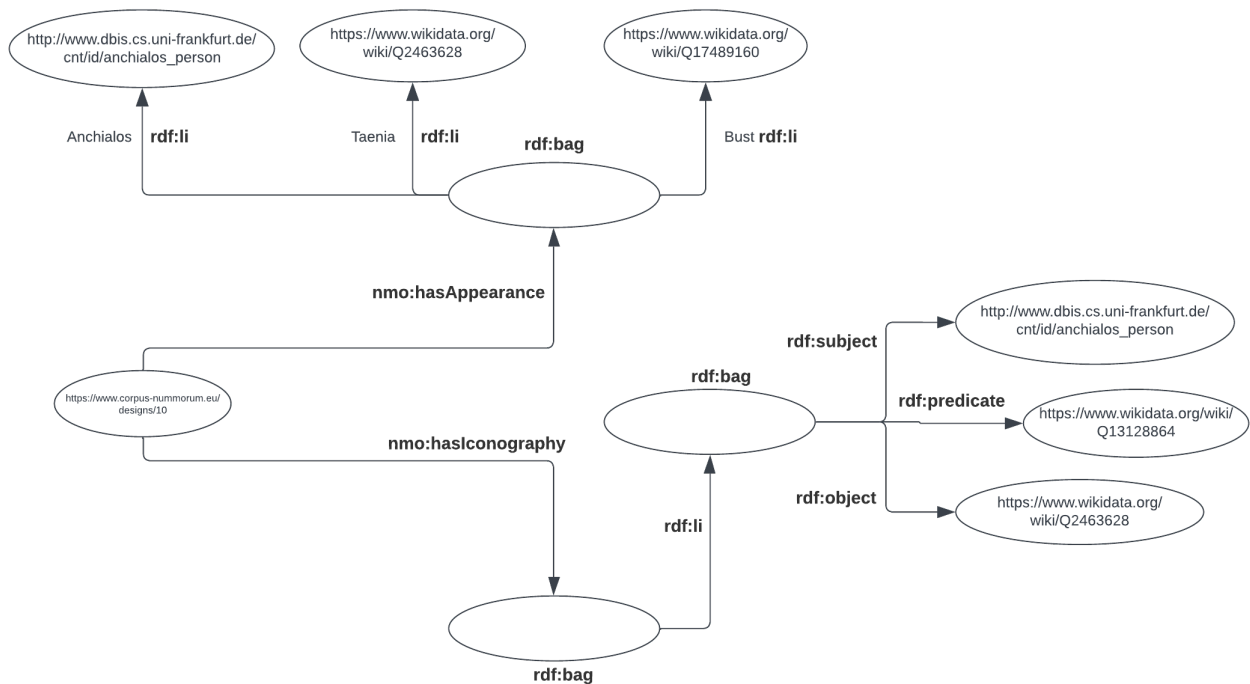 http://www.dbis.cs.uni-frankfurt.de/
cnt/id/anchialos_person
https://www.wikidata.org/
wiki/Q2463628
https://www.wikidata.org/
wiki/Q17489160
Anchialos rdf:li
Taenia rdf:li
Bust rdf:li
rdf:bag
nmo:hasAppearance
https://www.corpus-nummorum.eu/
designs/10
nmo:hasIconography
rdf:bag
rdf:li
rdf:bag
rdf:subject
http://www.dbis.cs.uni-frankfurt.de/
cnt/id/anchialos_person
rdf:predicate
https://www.wikidata.org/wiki/
Q13128864
rdf:object
https://www.wikidata.org/
wiki/Q2463628